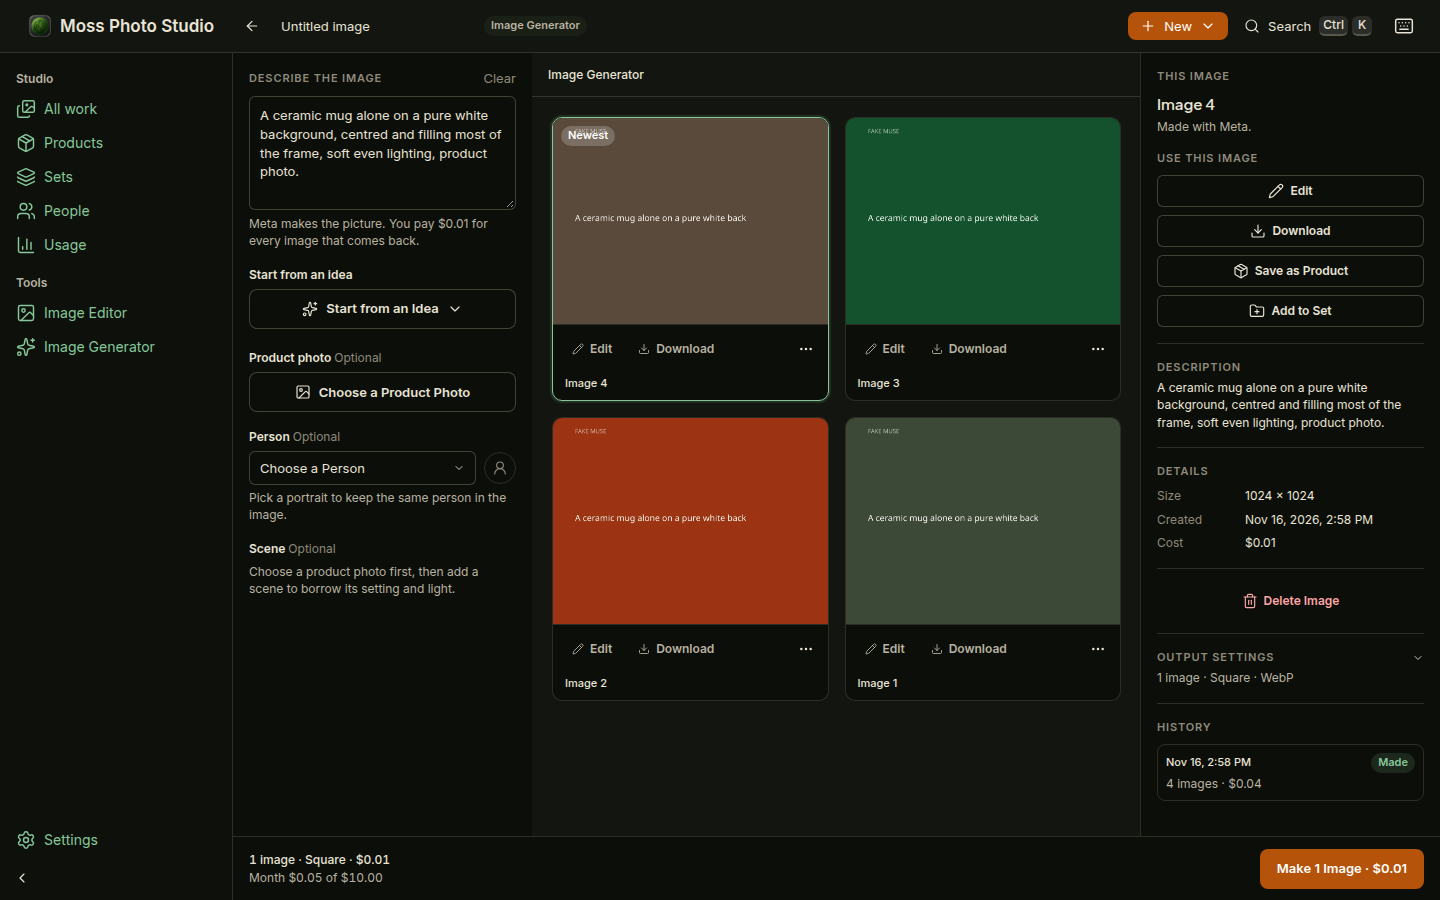 Moss Photo Studio
Untitled image
Image Generator
New
Search
Ctrl
K
Studio
All work
Products
Sets
People
Usage
Tools
Image Editor
Image Generator
Settings
DESCRIBE THE IMAGE
Clear
A ceramic mug alone on a pure white
background, centred and filling most of
the frame, soft even lighting, product
photo.
Meta makes the picture. You pay $0.01 for
every image that comes back.
Start from an idea
Start from an Idea
Product photo Optional
Choose a Product Photo
Person Optional
Choose a Person
Pick a portrait to keep the same person in the
image.
Scene Optional
Choose a product photo first, then add a
scene to borrow its setting and light.
Image Generator
Newest
A ceramic mug alone on a pure white back
Edit
Download
Image 4
FAKE MUSE
A ceramic mug alone on a pure white back
Edit
Download
Image 3
FAKE MUSE
A ceramic mug alone on a pure white back
Edit
Download
Image 2
FAKE MUSE
A ceramic mug alone on a pure white back
Edit
Download
Image 1
THIS IMAGE
Image 4
Made with Meta.
USE THIS IMAGE
Edit
Download
Save as Product
Add to Set
DESCRIPTION
A ceramic mug alone on a pure white
background, centred and filling most of the
frame, soft even lighting, product photo.
DETAILS
Size 1024 × 1024
Created Nov 16, 2026, 2:58 PM
Cost $0.01
Delete Image
OUTPUT SETTINGS
1 image · Square · WebP
HISTORY
Nov 16, 2:58 PM
Made
4 images · $0.04
1 image · Square · $0.01
Month $0.05 of $10.00
Make 1 Image · $0.01